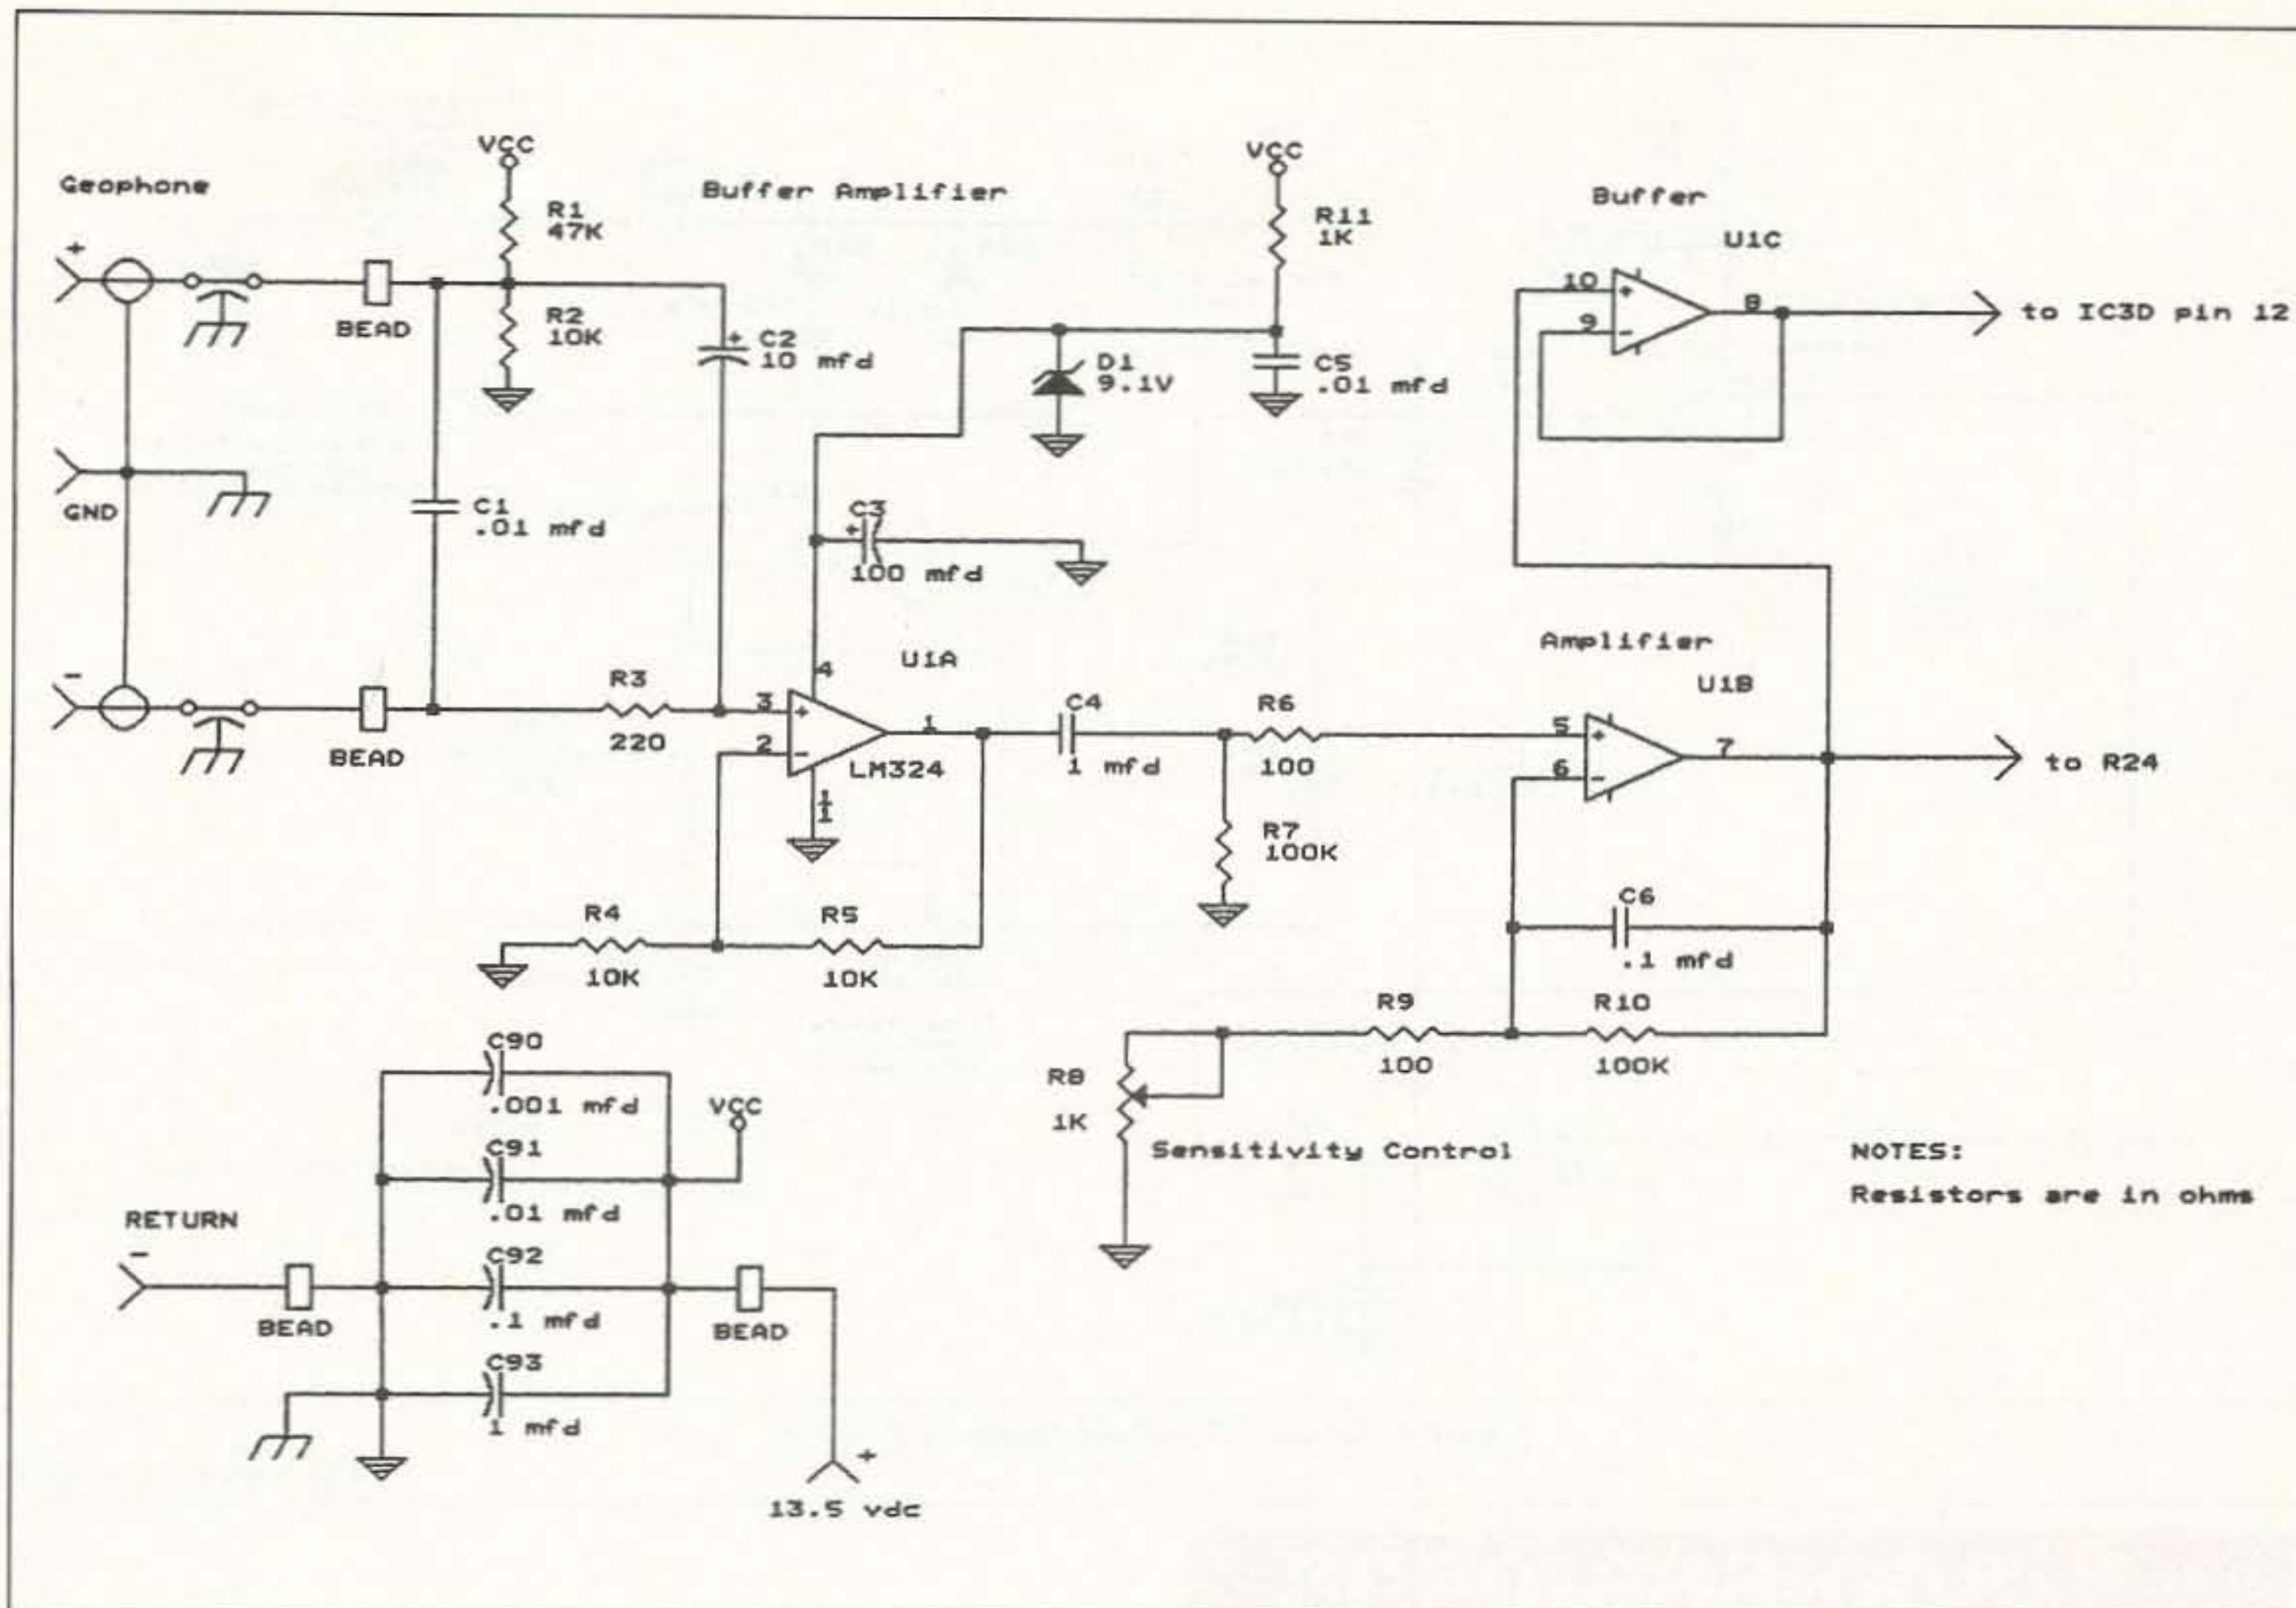 Geophone
+
GND
-
BEAD
BEAD
VCC
R1
47K
R2
10K
C1
.01 mfd
Buffer Amplifier
C2
+
10 mfd
R3
220
C3
+
100 mfd
U1A
4
3
+
2
-
1
LM324
11
R4
10K
R5
10K
VCC
R11
1K
D1
9.1V
C5
.01 mfd
C4
1 mfd
R6
100
R7
100K
Buffer
U1C
10
+
9
-
8
to IC3D pin 12
Amplifier
U1B
5
+
6
-
7
to R24
C6
.1 mfd
R9
100
R10
100K
R8
1K
Sensitivity Control
C90
.001 mfd
VCC
C91
.01 mfd
RETURN
-
C92
.1 mfd
BEAD
BEAD
C93
1 mfd
+
13.5 vdc
NOTES:
Resistors are in ohms